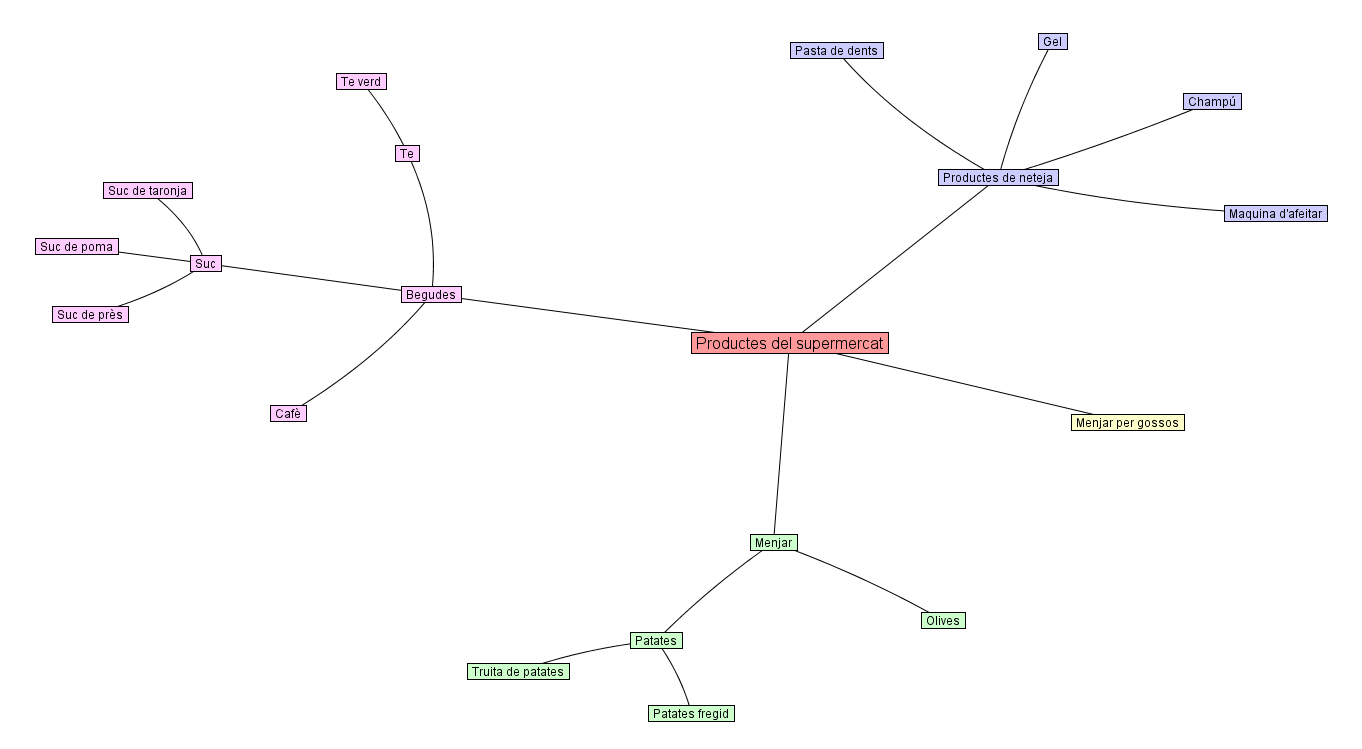 Gel
Pasta de dents
Te verd
Champú
Te
Productes de neteja
Suc de taronja
Maquina d'afeitar
Suc de poma
Suc
Begudes
Suc de près
Productes del supermercat
Cafè
Menjar per gossos
Menjar
Olives
Patates
Truita de patates
Patates fregid